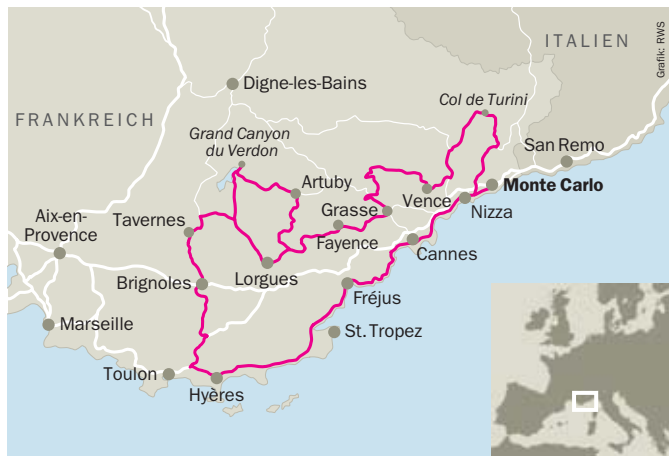 ITALIEN
Grafik: RWS
Digne-les-Bains
Col de Turini
FRANKREICH
Grand Canyon
du Verdon
San Remo
Artuby
Vence
Monte Carlo
Grasse
Nizza
Tavernes
Aix-en-
Provence
Fayence
Cannes
Lorgues
Brignoles
Fréjus
Marseille
St. Tropez
Toulon
Hyères